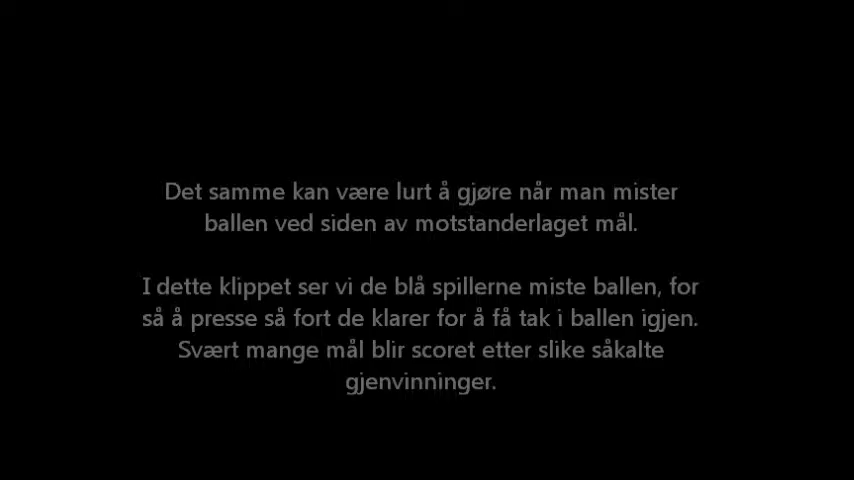 Det samme kan være lurt å gjøre når man mister
ballen ved siden av motstanderlaget mål.
I dette klippet ser vi de blå spillerne miste ballen, for
så å presse så fort de klarer for å få tak i ballen igjen.
Svært mange mål blir scoret etter slike såkalte
gjenvinninger.